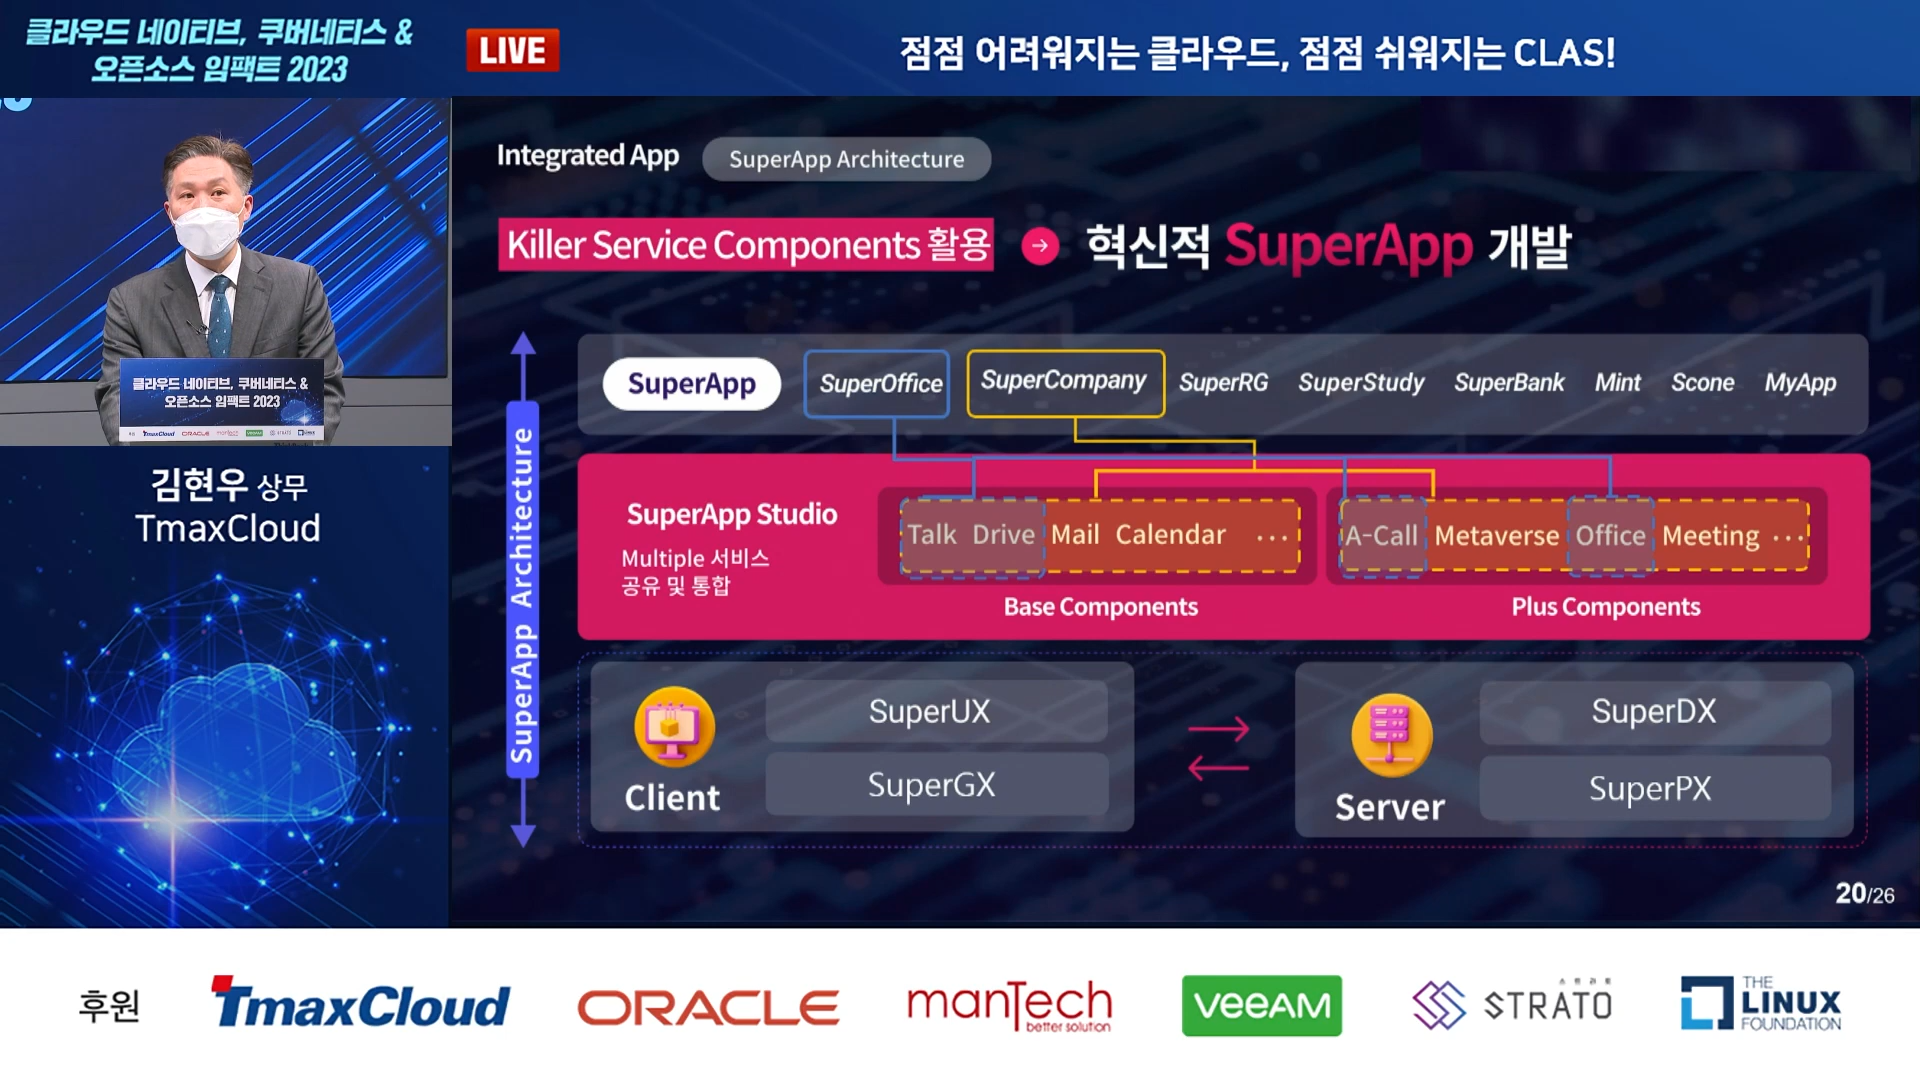 클라우드 네이티브, 쿠버네티스 &
오픈소스 임팩트 2023
LIVE
점점 어려워지는 클라우드, 점점 쉬워지는 CLAS!
클라우드 네이티브, 쿠버네티스 &
오픈소스 임팩트 2023
TmaxCloud ORACLE
김현우 상무
TmaxCloud
Integrated App
SuperApp Architecture
Killer Service Components 활용
혁신적 SuperApp 개발
SuperApp Architecture
SuperApp
SuperOffice
SuperCompany
SuperRG
SuperStudy
SuperBank
Mint
Scone
MyApp
SuperApp Studio
Multiple 서비스
공유 및 통합
Talk Drive Mail Calendar ...
Base Components
A-Call Metaverse Office Meeting ...
Plus Components
Client
SuperUX
SuperGX
Server
SuperDX
SuperPX
20/26
후원
TmaxCloud
ORACLE
manTech
better solution
veeAM
스트라토
STRATO
THE
LINUX
FOUNDATION